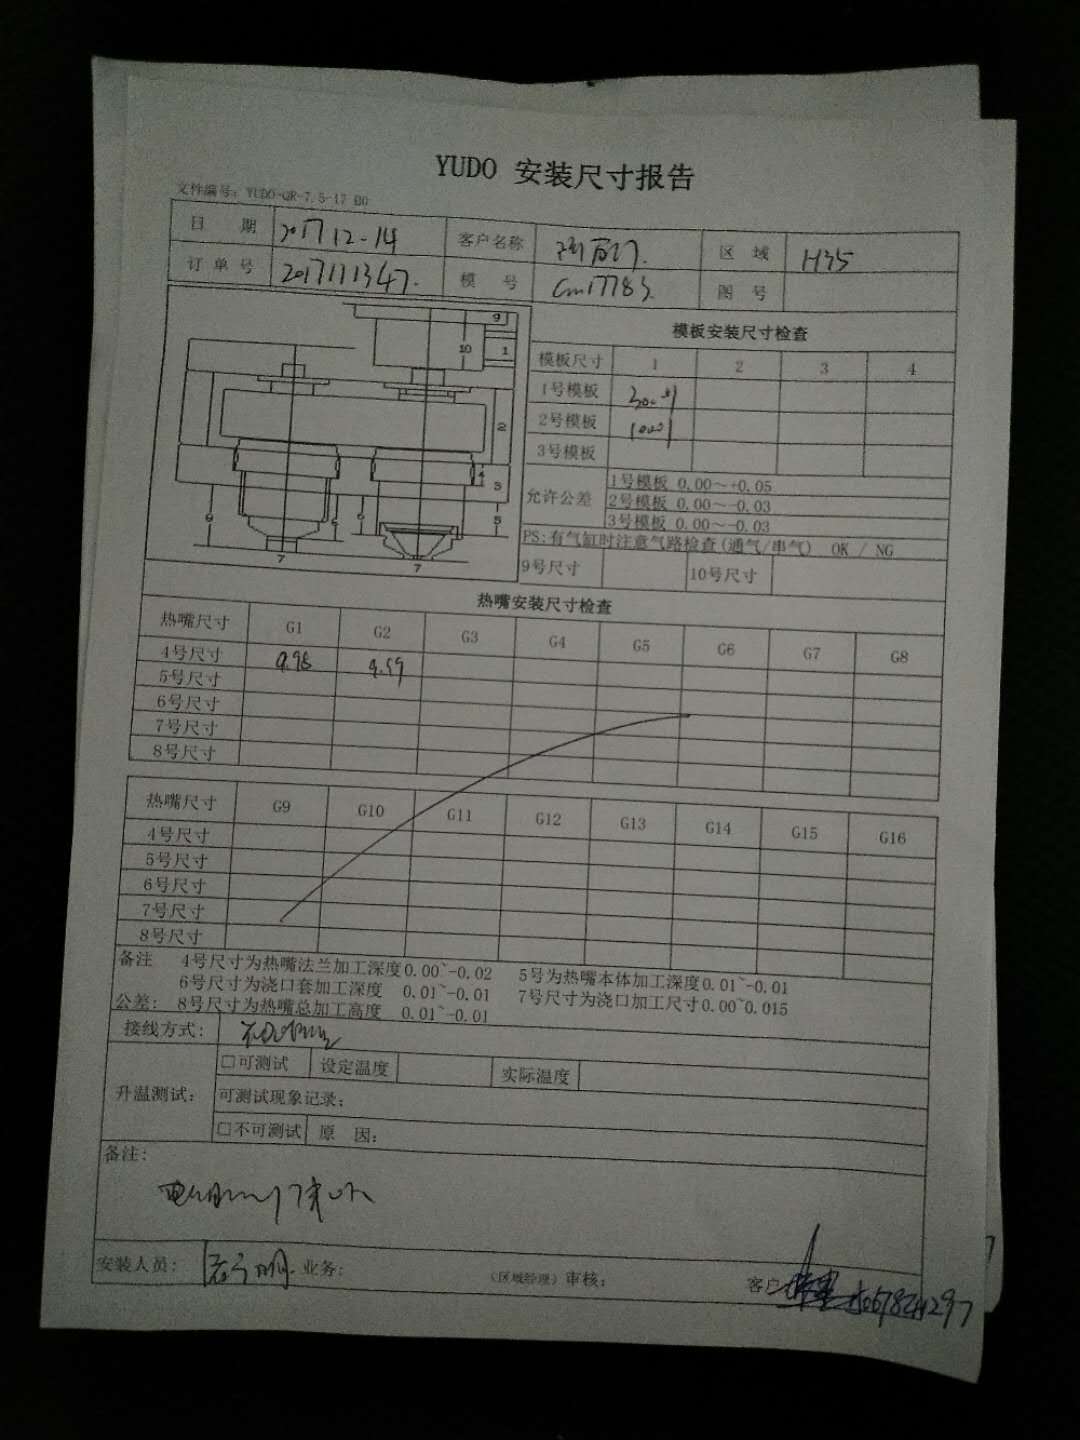 YUDO 安装尺寸报告
文件编号: YUDO-QR-7.5-17 B0
日 期 2017 12-14 客户名称 区 域 H35
订单号 2017111347. 模 号 Cm17783 图 号
9
10 1
2
4 3
6 6 6 5
7 7
模板安装尺寸检查
模板尺寸 1 2 3 4
1号模板
2号模板
3号模板
允许公差 1号模板 0.00~+0.05
2号模板 0.00~-0.03
3号模板 0.00~-0.03
PS:有气缸时注意气路检查(通气/串气) OK / NG
9号尺寸 10号尺寸
热嘴安装尺寸检查
热嘴尺寸 G1 G2 G3 G4 G5 G6 G7 G8
4号尺寸 9.98 9.99
5号尺寸
6号尺寸
7号尺寸
8号尺寸
热嘴尺寸 G9 G10 G11 G12 G13 G14 G15 G16
4号尺寸
5号尺寸
6号尺寸
7号尺寸
8号尺寸
备注 4号尺寸为热嘴法兰加工深度0.00~-0.02 5号为热嘴本体加工深度0.01~-0.01
6号尺寸为浇口套加工深度 0.01~-0.01 7号尺寸为浇口加工尺寸0.00~0.015
公差: 8号尺寸为热嘴总加工高度 0.01~-0.01
接线方式:
升温测试: □可测试 设定温度 实际温度
可测试现象记录:
□不可测试 原 因:
备注:
安装人员: 业务: (区域经理)审核: 客户